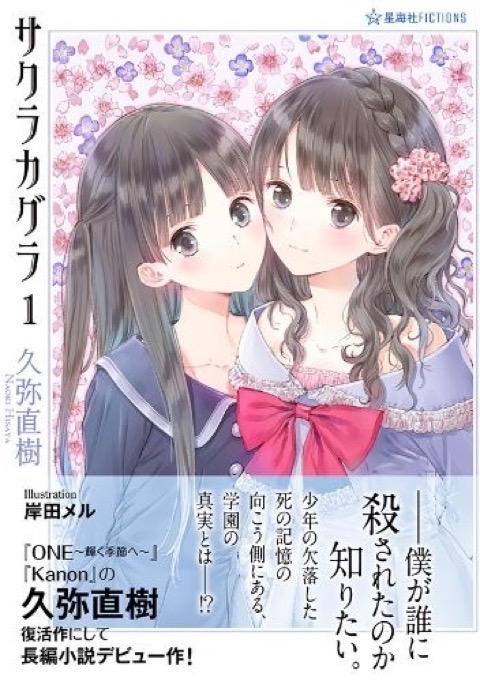 星海社FICTIONS
サクラカグラ 1
久弥直樹
NAOKI HISAYA
Illustration
岸田メル
――僕が誰に
殺されたのか
知りたい。
少年の欠落した
死の記憶の
向こう側にある、
学園の
真実とは――!?
『ONE～輝く季節へ～』
『Kanon』の
久弥直樹
復活作にして
長編小説デビュー作!